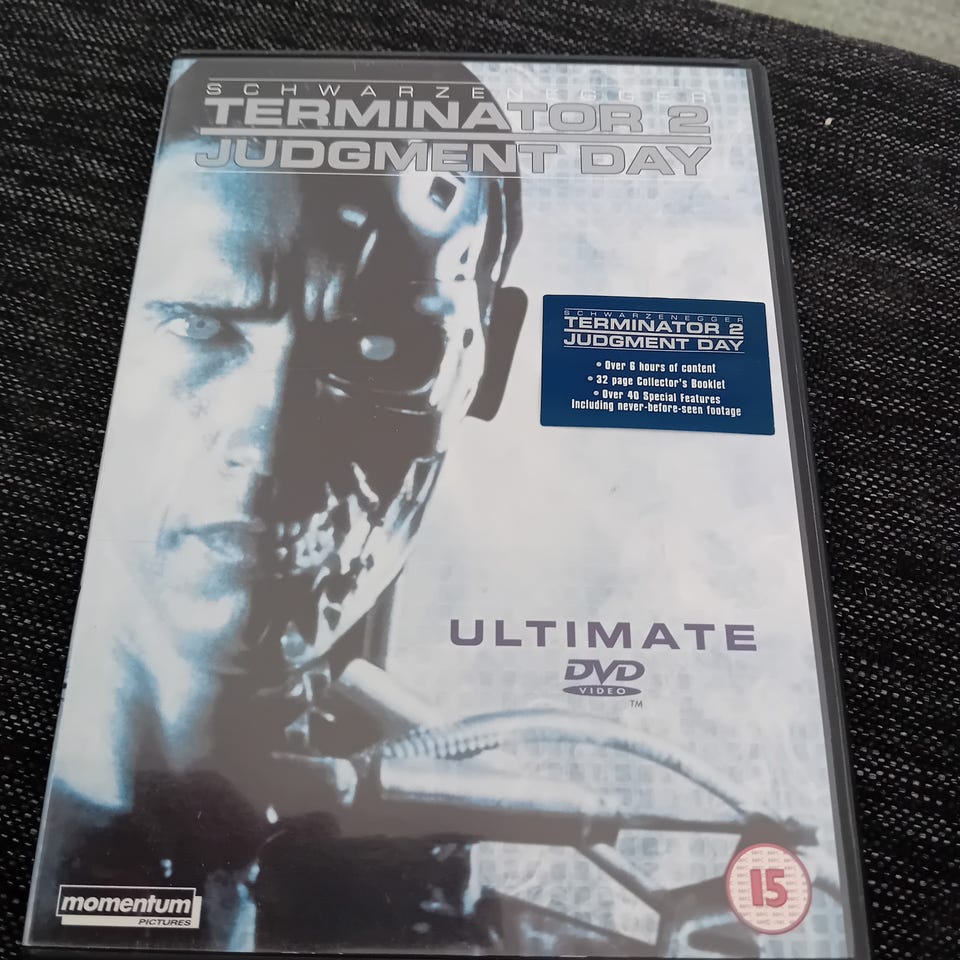 SCHWARZENEGGER
TERMINATOR 2
JUDGMENT DAY
SCHWARZENEGGER
TERMINATOR 2
JUDGMENT DAY
• Over 6 hours of content
• 32 page Collector's Booklet
• Over 40 Special Features
Including never-before-seen footage
ULTIMATE
DVD
VIDEO
TM
momentum
PICTURES
15